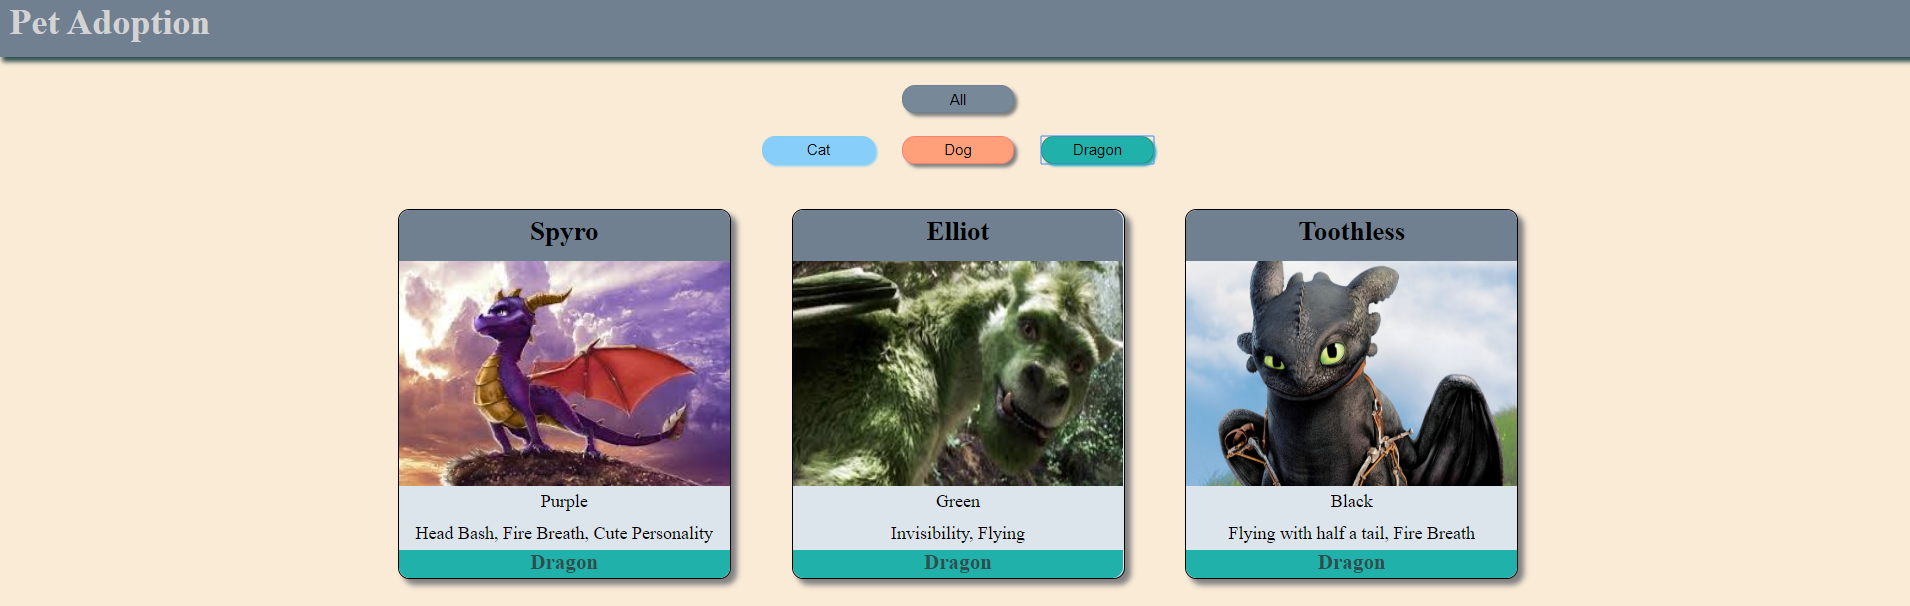 Pet Adoption
All
Cat
Dog
Dragon
Spyro
Purple
Head Bash, Fire Breath, Cute Personality
Dragon
Elliot
Green
Invisibility, Flying
Dragon
Toothless
Black
Flying with half a tail, Fire Breath
Dragon